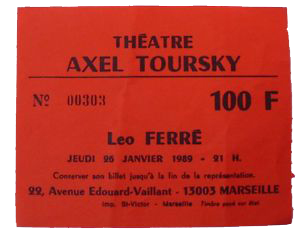 THÉATRE
AXEL TOURSKY
No 00303 100 F
Leo FERRÉ
JEUDI 26 JANVIER 1989 - 21 H.
Conserver son billet jusqu'à la fin de la représentation.
22, Avenue Edouard-Vaillant - 13003 MARSEILLE
Imp. St-Victor - Marseille Timbre payé sur état